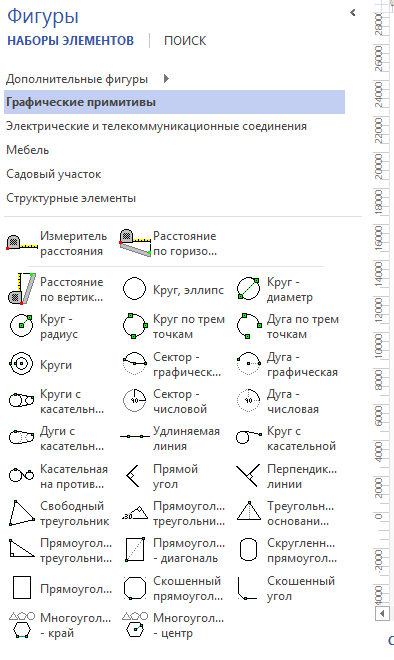 Фигуры
НАБОРЫ ЭЛЕМЕНТОВ
ПОИСК
Дополнительные фигуры
Графические примитивы
Электрические и телекоммуникационные соединения
Мебель
Садовый участок
Структурные элементы
Измеритель расстояния
Расстояние по горизо...
Расстояние по вертик...
Круг, эллипс
Круг - диаметр
Круг - радиус
Круг по трем точкам
Дуга по трем точкам
Круги
Сектор - графическ...
Дуга - графическая
Круги с касательн...
Сектор - числовой
Дуга - числовая
Дуги с касательн...
Удлиняемая линия
Круг с касательной
Касательная на против...
Прямой угол
Перпендик... линии
Свободный треугольник
Прямоугол... треугольни...
Треугольн... основани...
Прямоугол... треугольни...
Прямоугол... - диагональ
Скругленн... прямоугол...
Прямоугол...
Скошенный прямоугол...
Скошенный угол
Многоугол... - край
Многоугол... - центр
28000
26000
24000
22000
20000
18000
16000
14000
12000
10000
8000
6000
4000
2000
0
-2000